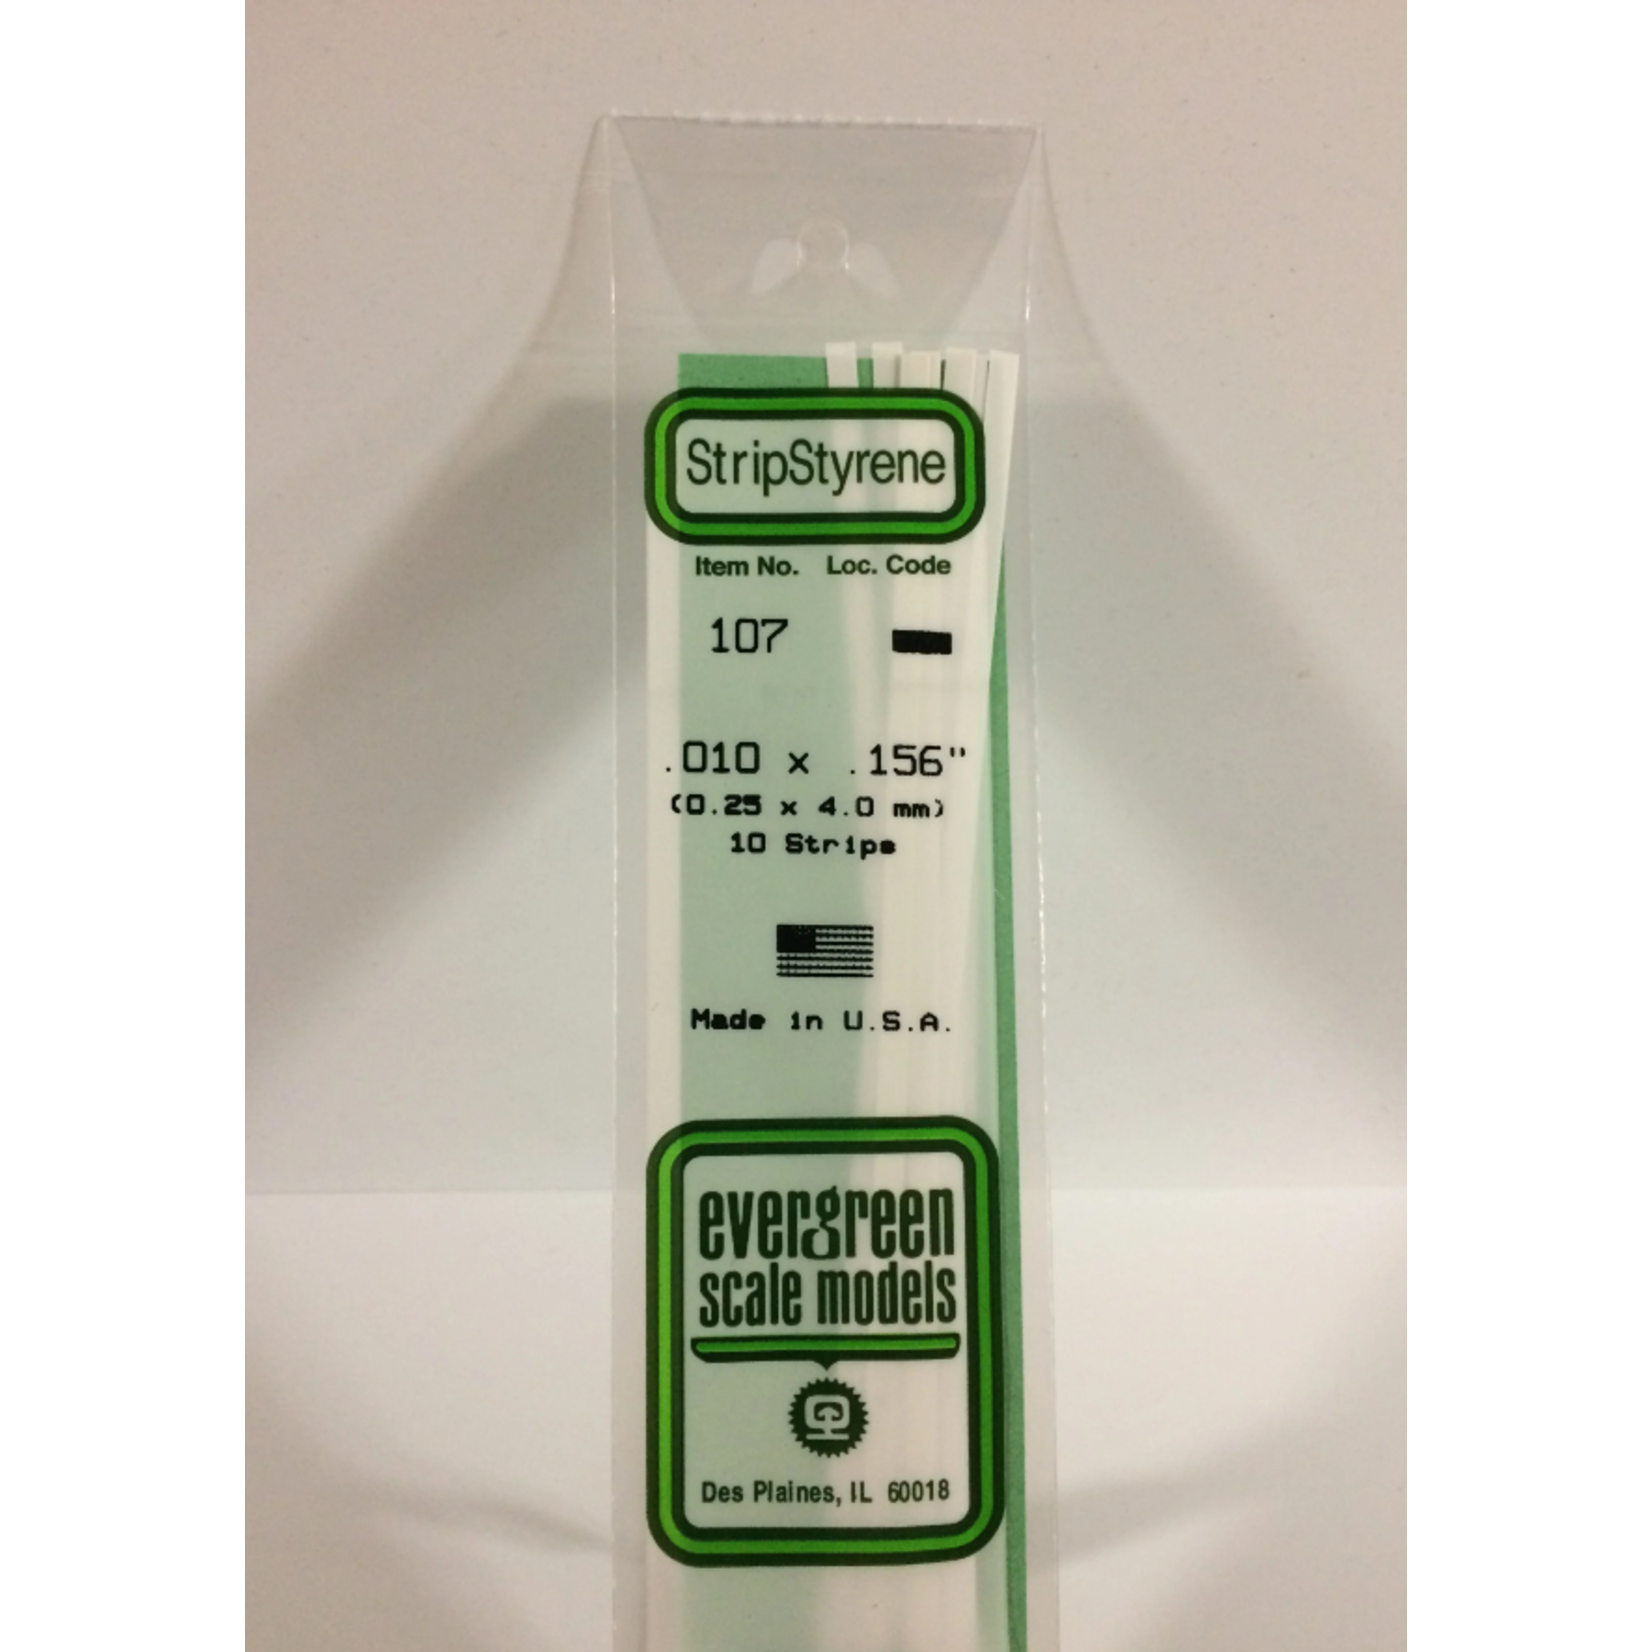 StripStyrene
Item No. Loc. Code
107
.010 x .156"
(0.25 x 4.0 mm)
10 Strips
Made in U.S.A.
evergreen
scale models
Des Plaines, IL 60018